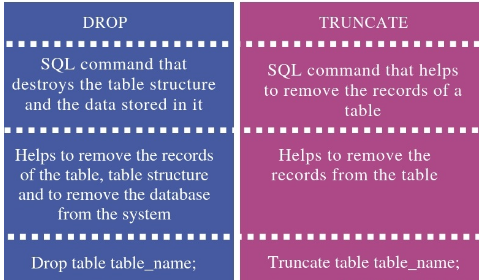 DROP
SQL command that
destroys the table structure
and the data stored in it
Helps to remove the records
of the table, table structure
and to remove the database
from the system
Drop table table_name;
TRUNCATE
SQL command that helps
to remove the records of a
table
Helps to remove the
records from the table
Truncate table table_name;